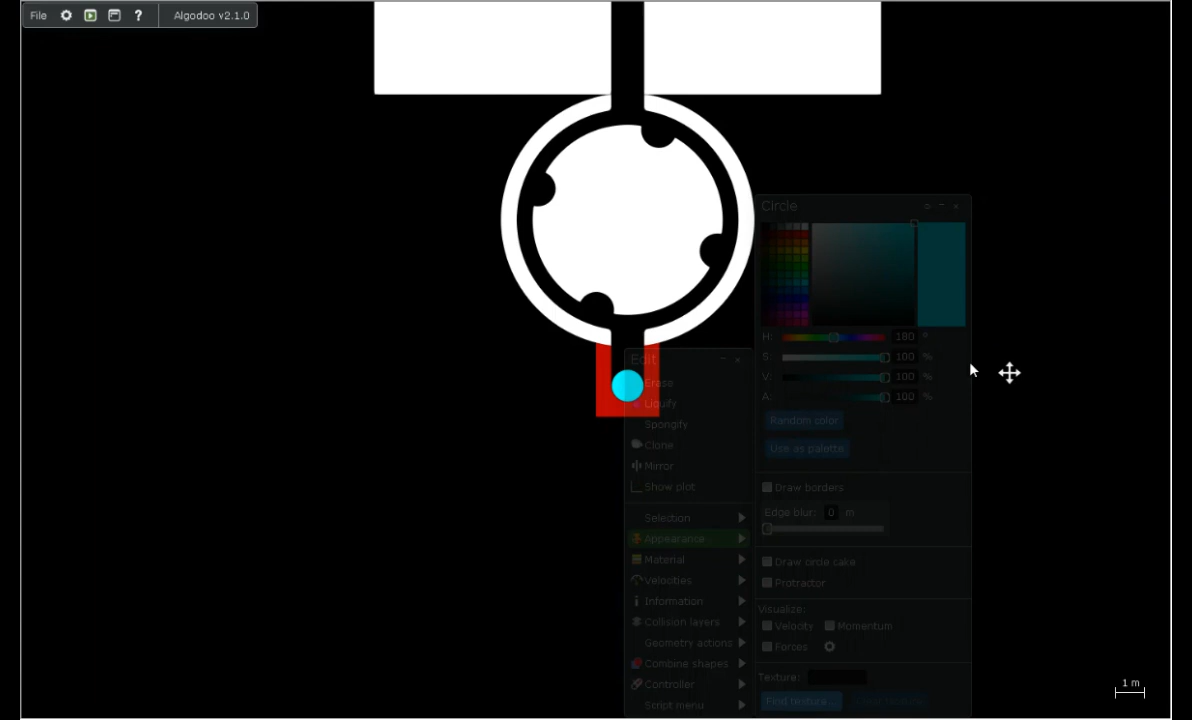 File ? Algodoo v2.1.0
Circle
H: 180 °
S: 100 %
V: 100 %
A: 100 %
Random color
Use as palette
Draw borders
Edge blur: 0 m
Draw circle cake
Protractor
Visualize:
Velocity Momentum
Forces
Texture:
Find texture...
Clear texture
Edit
Erase
Liquify
Spongify
Clone
Mirror
Show plot
Selection
Appearance
Material
Velocities
Information
Collision layers
Geometry actions
Combine shapes
Controller
Script menu
1 m